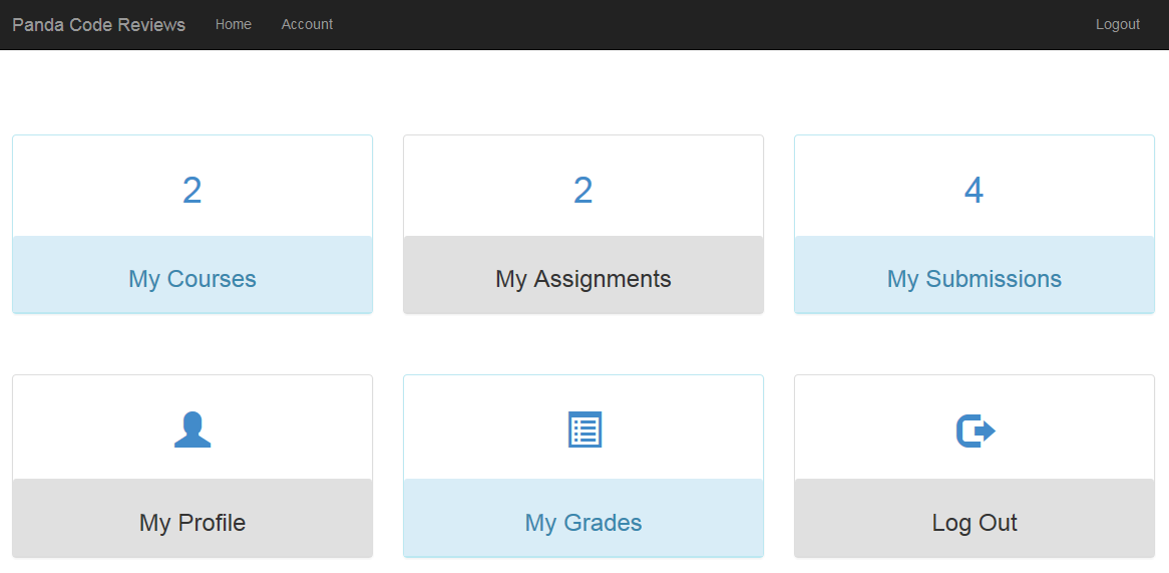 Panda Code Reviews Home Account Logout
2 2 4
My Courses My Assignments My Submissions
My Profile My Grades Log Out